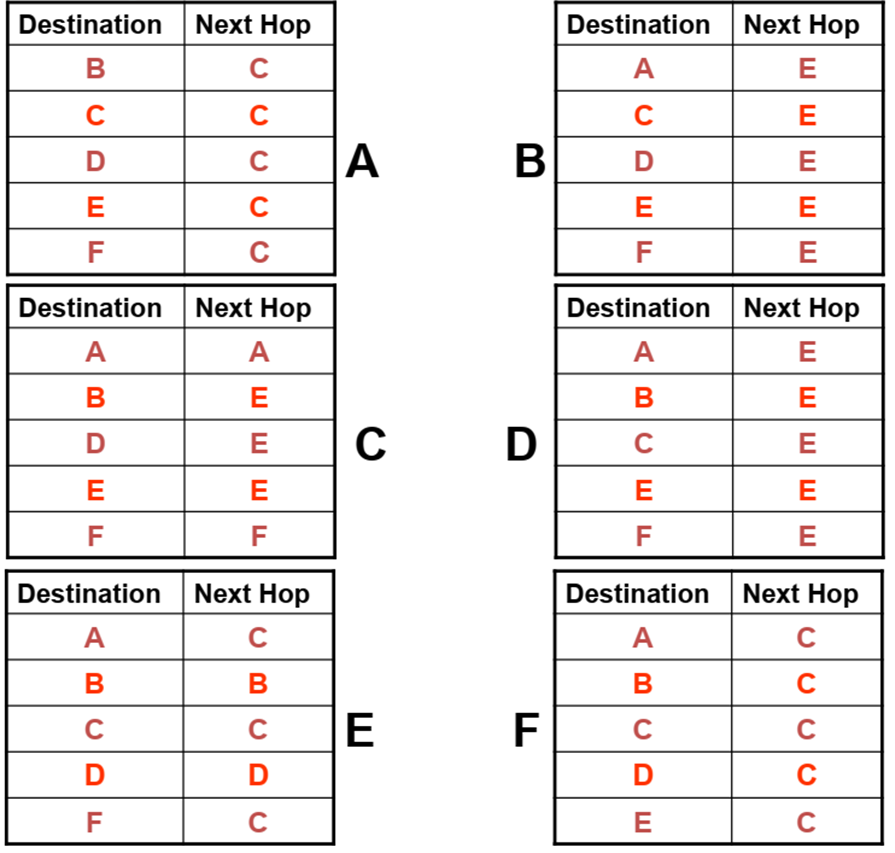 Destination Next Hop
B C
C C
D C
E C
F C
A
Destination Next Hop
A E
C E
D E
E E
F E
B
Destination Next Hop
A A
B E
D E
E E
F F
C
Destination Next Hop
A E
B E
C E
E E
F E
D
Destination Next Hop
A C
B B
C C
D D
F C
E
Destination Next Hop
A C
B C
C C
D C
E C
F